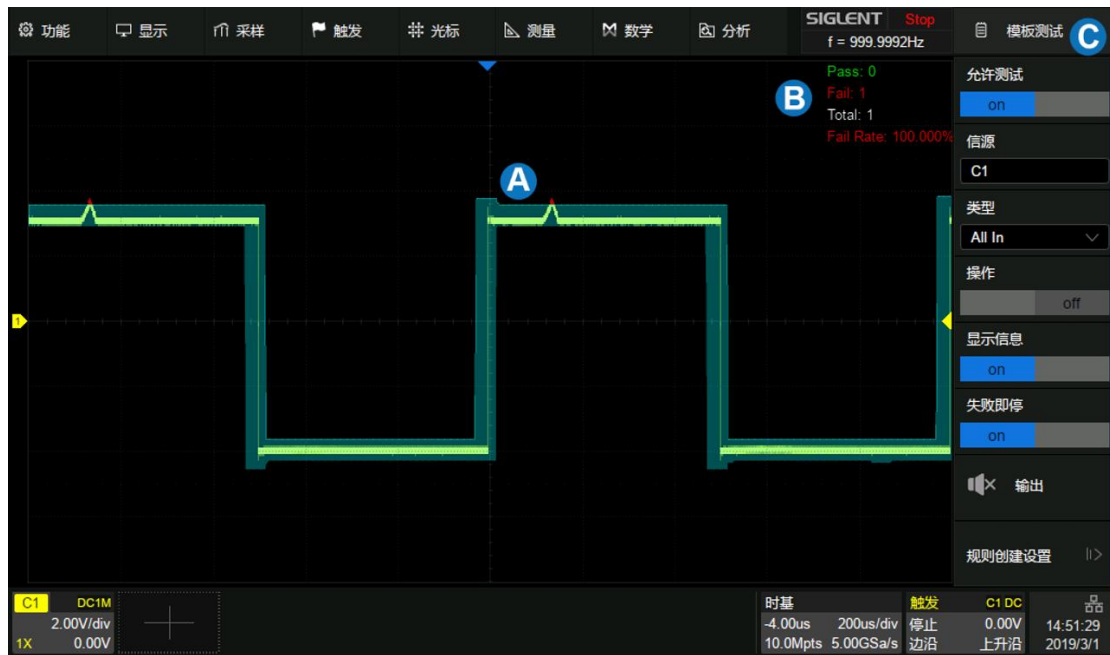 功能 显示 采样 触发 光标 测量 数学 分析
SIGLENT Stop
f = 999.9992Hz
模板测试
C
Pass: 0
Fail: 1
Total: 1
Fail Rate: 100.000%
B
A
允许测试
on
信源
C1
类型
All In
操作
off
显示信息
on
失败即停
on
输出
规则创建设置
1
C1 DC1M
2.00V/div
1X 0.00V
时基
-4.00us 200us/div
10.0Mpts 5.00GSa/s
触发 C1 DC
停止 0.00V
边沿 上升沿
14:51:29
2019/3/1